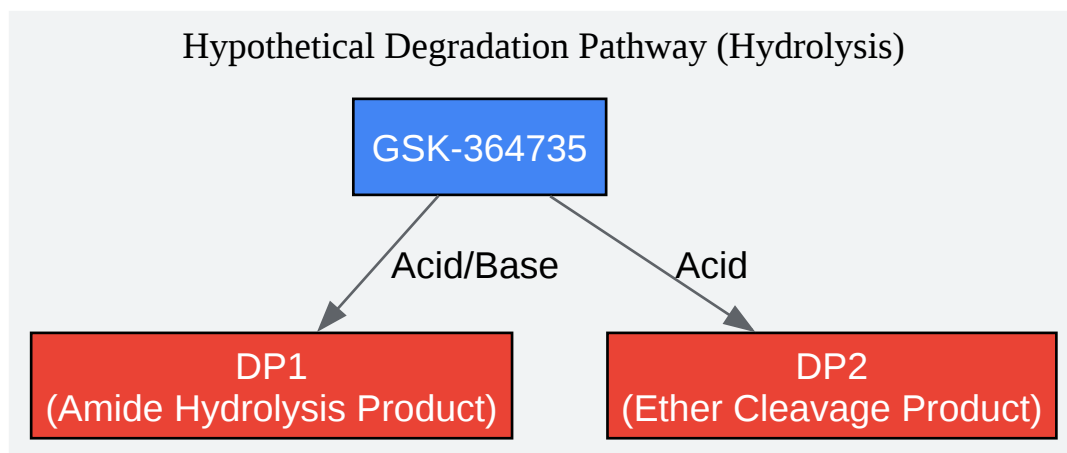 Hypothetical Degradation Pathway (Hydrolysis)
GSK-364735
Acid/Base
Acid
DP1
(Amide Hydrolysis Product)
DP2
(Ether Cleavage Product)